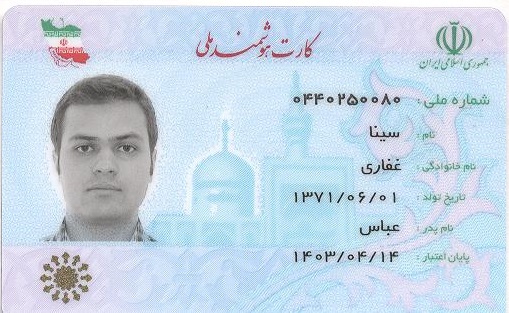 کارت هوشمند ملی
جمهوری اسلامی ایران
شماره ملی : ۰۴۴۰۲۵۰۰۸۰
نام : سینا
نام خانوادگی : غفاری
تاریخ تولد : ۱۳۷۱/۰۶/۰۱
نام پدر : عباس
پایان اعتبار : ۱۴۰۳/۰۴/۱۴